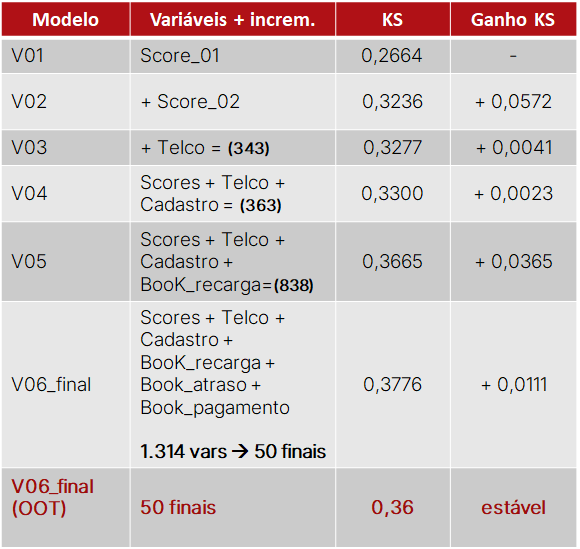 Modelo Variáveis + increm. KS Ganho KS
V01 Score_01 0,2664 -
V02 + Score_02 0,3236 + 0,0572
V03 + Telco = (343) 0,3277 + 0,0041
V04 Scores + Telco + 0,3300 + 0,0023
Cadastro = (363)
V05 Scores + Telco + 0,3665 + 0,0365
Cadastro +
BooK_recarga=(838)
V06_final Scores + Telco + 0,3776 + 0,0111
Cadastro +
BooK_recarga +
Book_atraso +
Book_pagamento
1.314 vars → 50 finais
V06_final
(OOT) 50 finais 0,36 estável